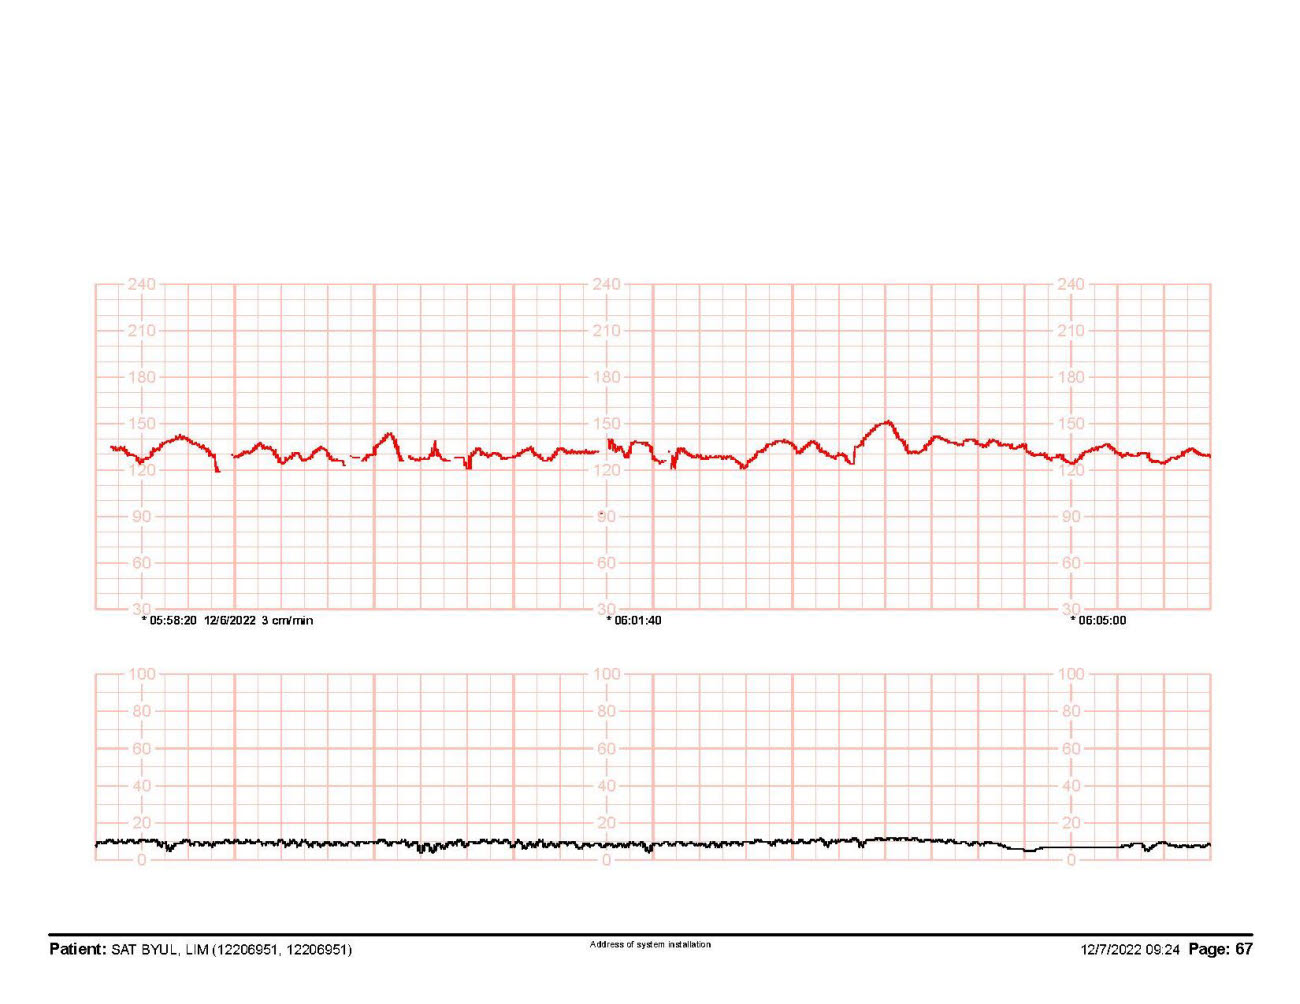 240 240 240
210 210 210
180 180 180
150 150 150
120 120 120
90 90 90
60 60 60
30 30 30
* 05:58:20 12/6/2022 3 cm/min * 06:01:40 * 06:05:00
100 100 100
80 80 80
60 60 60
40 40 40
20 20 20
0 0 0
Patient: SAT BYUL, LIM (12206951, 12206951) Address of system installation 12/7/2022 09:24 Page: 67